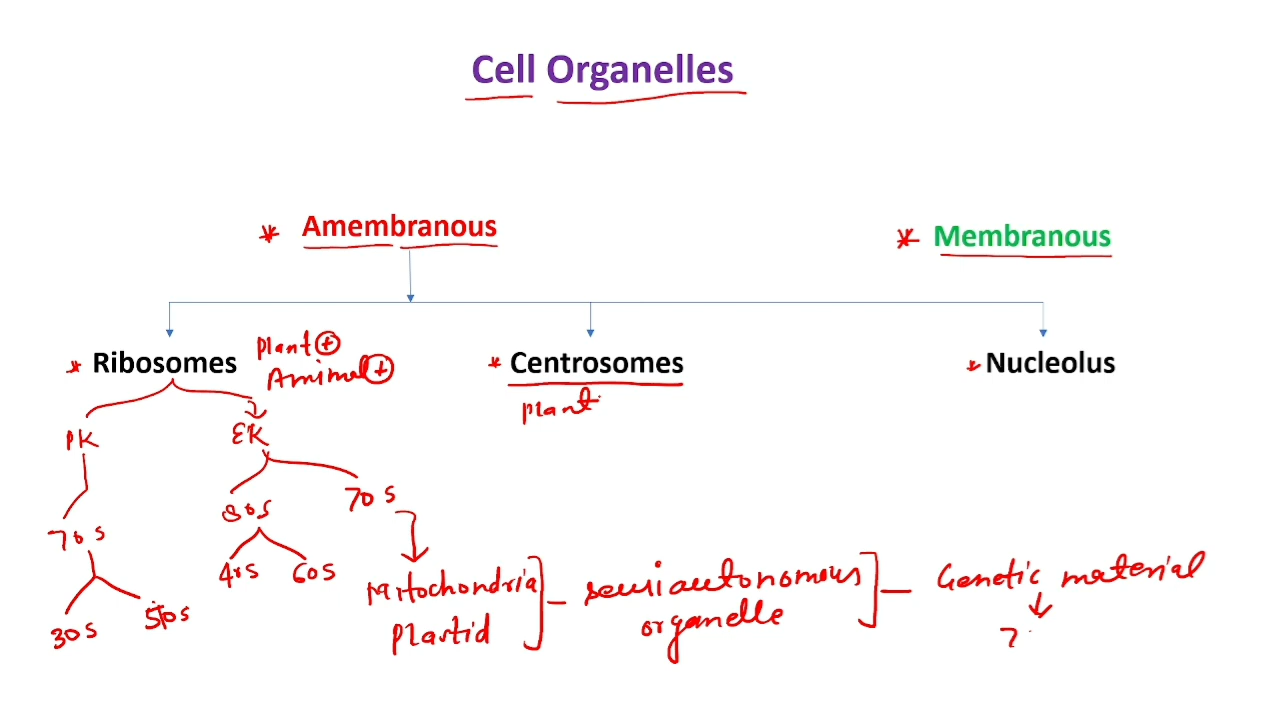 Cell Organelles
* Amembranous
* Membranous
* Ribosomes
Plant +
Animal +
* Centrosomes
Plant
* Nucleolus
PK
EK
70s
30s
50s
80s
40s
60s
70s
Mitochondria
Plastid
semiautonomous
organelle
Genetic material
7